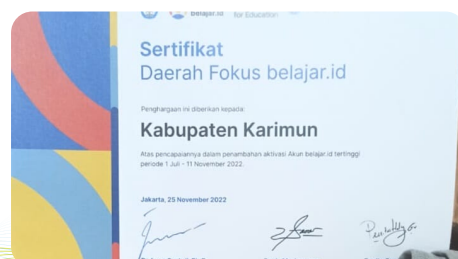 belajar.id for Education
Sertifikat
Daerah Fokus belajar.id
Penghargaan ini diberikan kepada:
Kabupaten Karimun
Atas pencapaiannya dalam penambahan aktivasi Akun belajar.id tertinggi
periode 1 Juli - 11 November 2022.
Jakarta, 25 November 2022